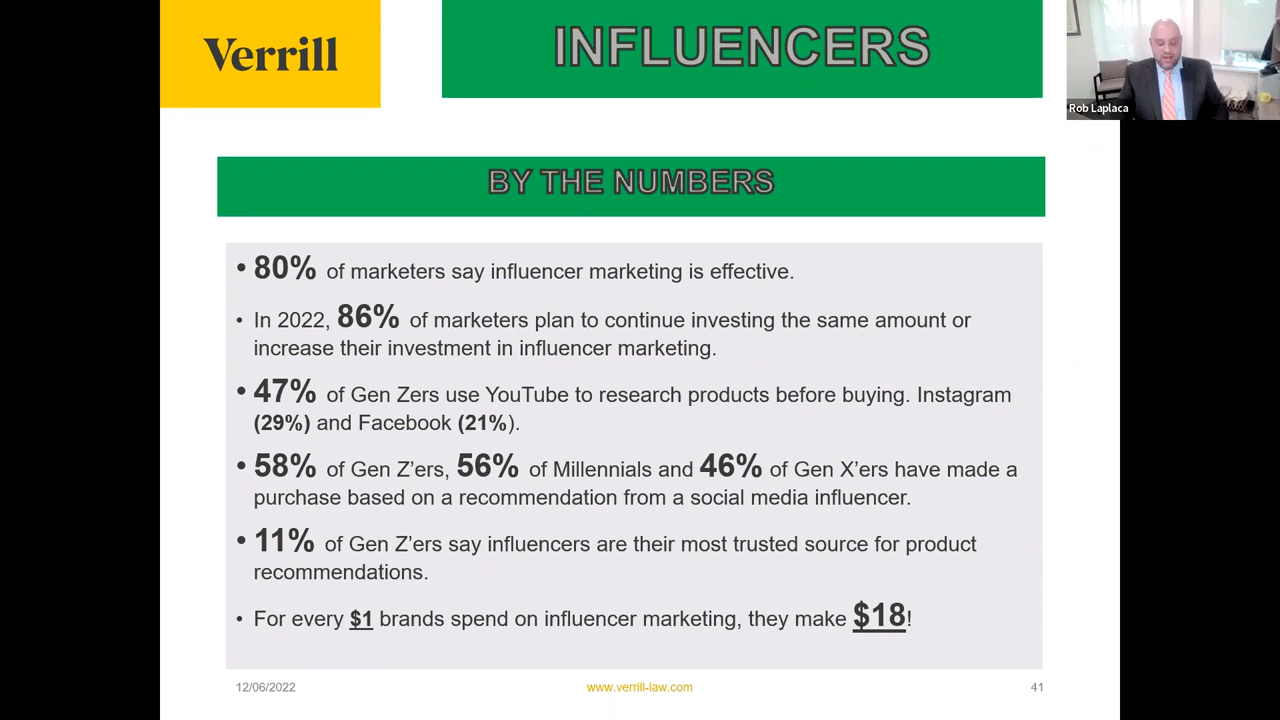 Verrill
INFLUENCERS
Rob Laplaca
BY THE NUMBERS
• 80% of marketers say influencer marketing is effective.
• In 2022, 86% of marketers plan to continue investing the same amount or
increase their investment in influencer marketing.
• 47% of Gen Zers use YouTube to research products before buying. Instagram
(29%) and Facebook (21%).
• 58% of Gen Z’ers, 56% of Millennials and 46% of Gen X’ers have made a
purchase based on a recommendation from a social media influencer.
• 11% of Gen Z’ers say influencers are their most trusted source for product
recommendations.
• For every $1 brands spend on influencer marketing, they make $18!
12/06/2022
www.verrill-law.com
41